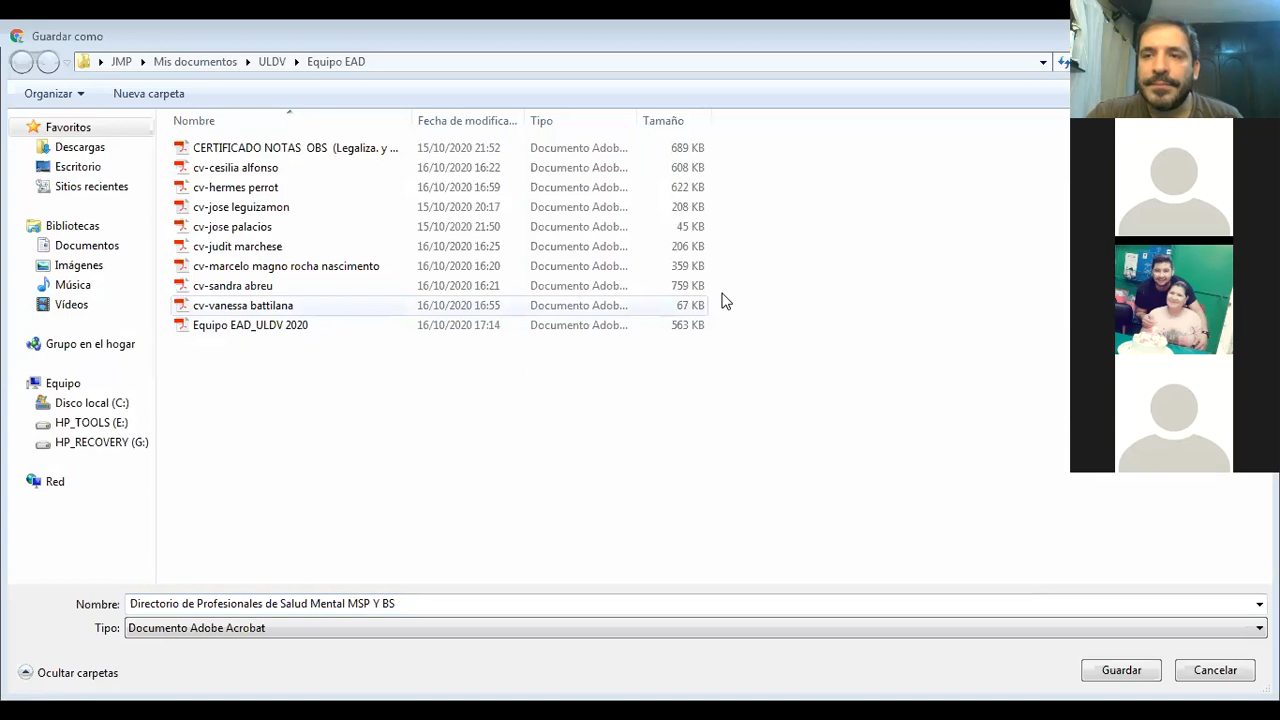 Guardar como
JMP Mis documentos ULDV Equipo EAD
Organizar Nueva carpeta
Nombre Fecha de modifica... Tipo Tamaño
Favoritos
Descargas
Escritorio
Sitios recientes
Bibliotecas
Documentos
Imágenes
Música
Vídeos
Grupo en el hogar
Equipo
Disco local (C:)
HP_TOOLS (E:)
HP_RECOVERY (G:)
Red
CERTIFICADO NOTAS OBS (Legaliza. y ... 15/10/2020 21:52 Documento Adob... 689 KB
cv-cesilia alfonso 16/10/2020 16:22 Documento Adob... 608 KB
cv-hermes perrot 16/10/2020 16:59 Documento Adob... 622 KB
cv-jose leguizamon 15/10/2020 20:17 Documento Adob... 208 KB
cv-jose palacios 15/10/2020 21:50 Documento Adob... 45 KB
cv-judit marchese 16/10/2020 16:25 Documento Adob... 206 KB
cv-marcelo magno rocha nascimento 16/10/2020 16:20 Documento Adob... 359 KB
cv-sandra abreu 16/10/2020 16:21 Documento Adob... 759 KB
cv-vanessa battilana 16/10/2020 16:55 Documento Adob... 67 KB
Equipo EAD_ULDV 2020 16/10/2020 17:14 Documento Adob... 563 KB
Nombre: Directorio de Profesionales de Salud Mental MSP Y BS
Tipo: Documento Adobe Acrobat
Ocultar carpetas Guardar Cancelar